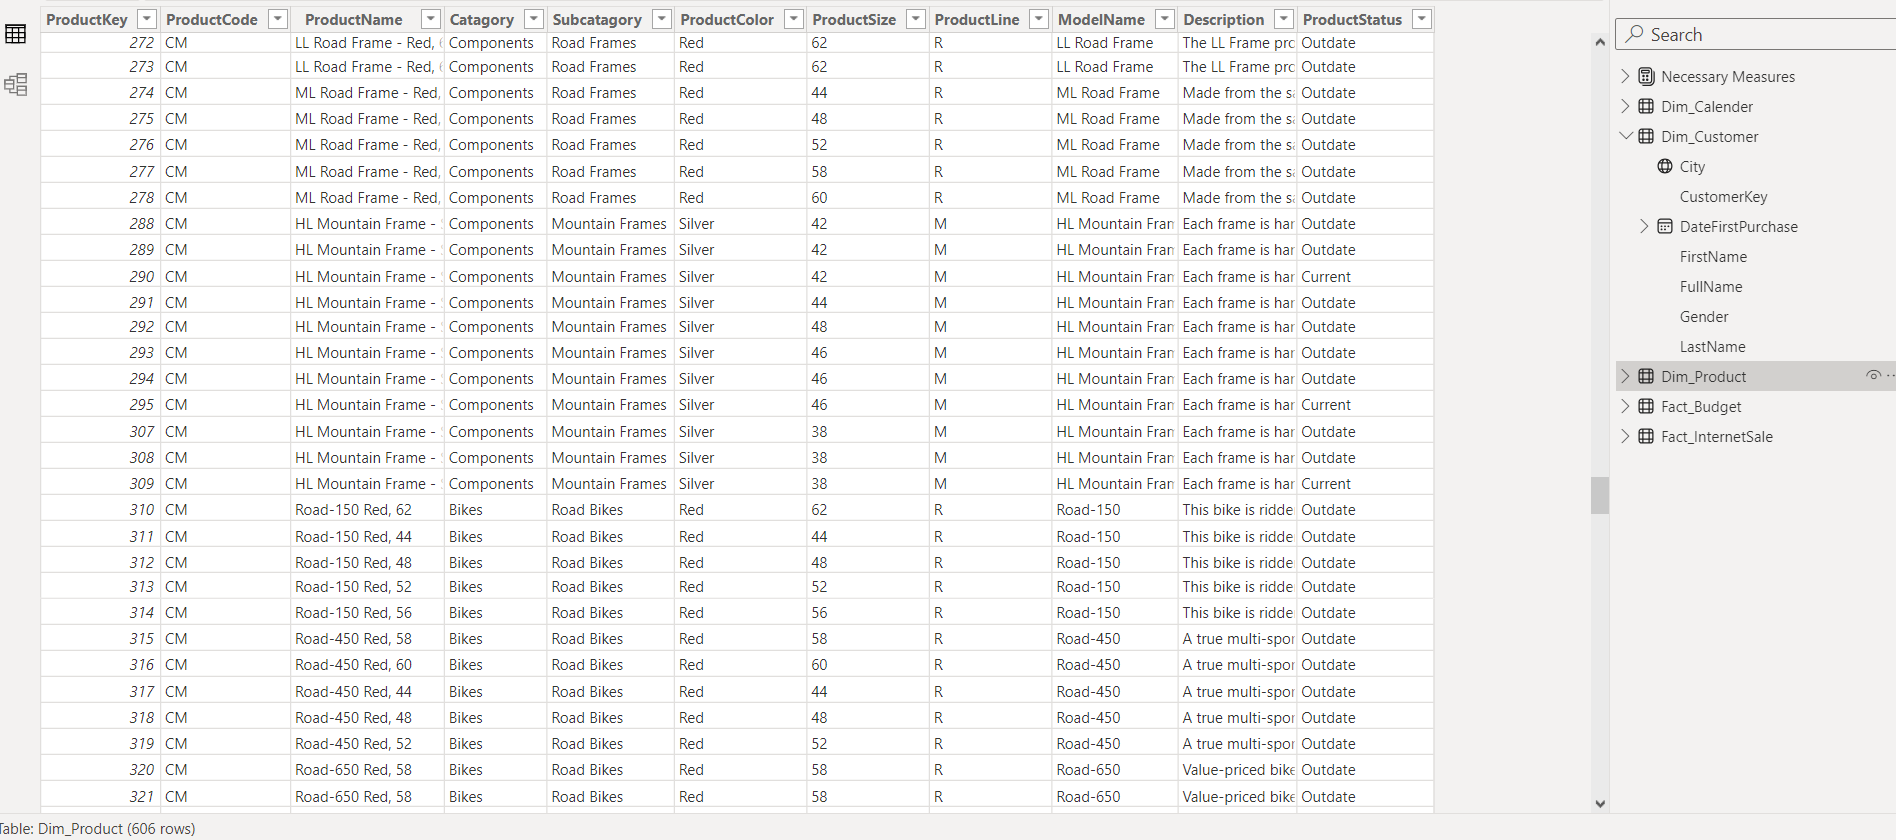 ProductKey ProductCode ProductName Catagory Subcatagory ProductColor ProductSize ProductLine ModelName Description ProductStatus
272 CM LL Road Frame - Red, Components Road Frames Red 62 R LL Road Frame The LL Frame pro Outdate
273 CM LL Road Frame - Red, Components Road Frames Red 62 R LL Road Frame The LL Frame pro Outdate
274 CM ML Road Frame - Red, Components Road Frames Red 44 R ML Road Frame Made from the sa Outdate
275 CM ML Road Frame - Red, Components Road Frames Red 48 R ML Road Frame Made from the sa Outdate
276 CM ML Road Frame - Red, Components Road Frames Red 52 R ML Road Frame Made from the sa Outdate
277 CM ML Road Frame - Red, Components Road Frames Red 58 R ML Road Frame Made from the sa Outdate
278 CM ML Road Frame - Red, Components Road Frames Red 60 R ML Road Frame Made from the sa Outdate
288 CM HL Mountain Frame - Components Mountain Frames Silver 42 M HL Mountain Fram Each frame is har Outdate
289 CM HL Mountain Frame - Components Mountain Frames Silver 42 M HL Mountain Fram Each frame is har Outdate
290 CM HL Mountain Frame - Components Mountain Frames Silver 42 M HL Mountain Fram Each frame is har Current
291 CM HL Mountain Frame - Components Mountain Frames Silver 44 M HL Mountain Fram Each frame is har Outdate
292 CM HL Mountain Frame - Components Mountain Frames Silver 48 M HL Mountain Fram Each frame is har Outdate
293 CM HL Mountain Frame - Components Mountain Frames Silver 46 M HL Mountain Fram Each frame is har Outdate
294 CM HL Mountain Frame - Components Mountain Frames Silver 46 M HL Mountain Fram Each frame is har Outdate
295 CM HL Mountain Frame - Components Mountain Frames Silver 46 M HL Mountain Fram Each frame is har Current
307 CM HL Mountain Frame - Components Mountain Frames Silver 38 M HL Mountain Fram Each frame is har Outdate
308 CM HL Mountain Frame - Components Mountain Frames Silver 38 M HL Mountain Fram Each frame is har Outdate
309 CM HL Mountain Frame - Components Mountain Frames Silver 38 M HL Mountain Fram Each frame is har Current
310 CM Road-150 Red, 62 Bikes Road Bikes Red 62 R Road-150 This bike is ridde Outdate
311 CM Road-150 Red, 44 Bikes Road Bikes Red 44 R Road-150 This bike is ridde Outdate
312 CM Road-150 Red, 48 Bikes Road Bikes Red 48 R Road-150 This bike is ridde Outdate
313 CM Road-150 Red, 52 Bikes Road Bikes Red 52 R Road-150 This bike is ridde Outdate
314 CM Road-150 Red, 56 Bikes Road Bikes Red 56 R Road-150 This bike is ridde Outdate
315 CM Road-450 Red, 58 Bikes Road Bikes Red 58 R Road-450 A true multi-spor Outdate
316 CM Road-450 Red, 60 Bikes Road Bikes Red 60 R Road-450 A true multi-spor Outdate
317 CM Road-450 Red, 44 Bikes Road Bikes Red 44 R Road-450 A true multi-spor Outdate
318 CM Road-450 Red, 48 Bikes Road Bikes Red 48 R Road-450 A true multi-spor Outdate
319 CM Road-450 Red, 52 Bikes Road Bikes Red 52 R Road-450 A true multi-spor Outdate
320 CM Road-650 Red, 58 Bikes Road Bikes Red 58 R Road-650 Value-priced bike Outdate
321 CM Road-650 Red, 58 Bikes Road Bikes Red 58 R Road-650 Value-priced bike Outdate
Table: Dim_Product (606 rows)
Search
Necessary Measures
Dim_Calender
Dim_Customer
City
CustomerKey
DateFirstPurchase
FirstName
FullName
Gender
LastName
Dim_Product
Fact_Budget
Fact_InternetSale